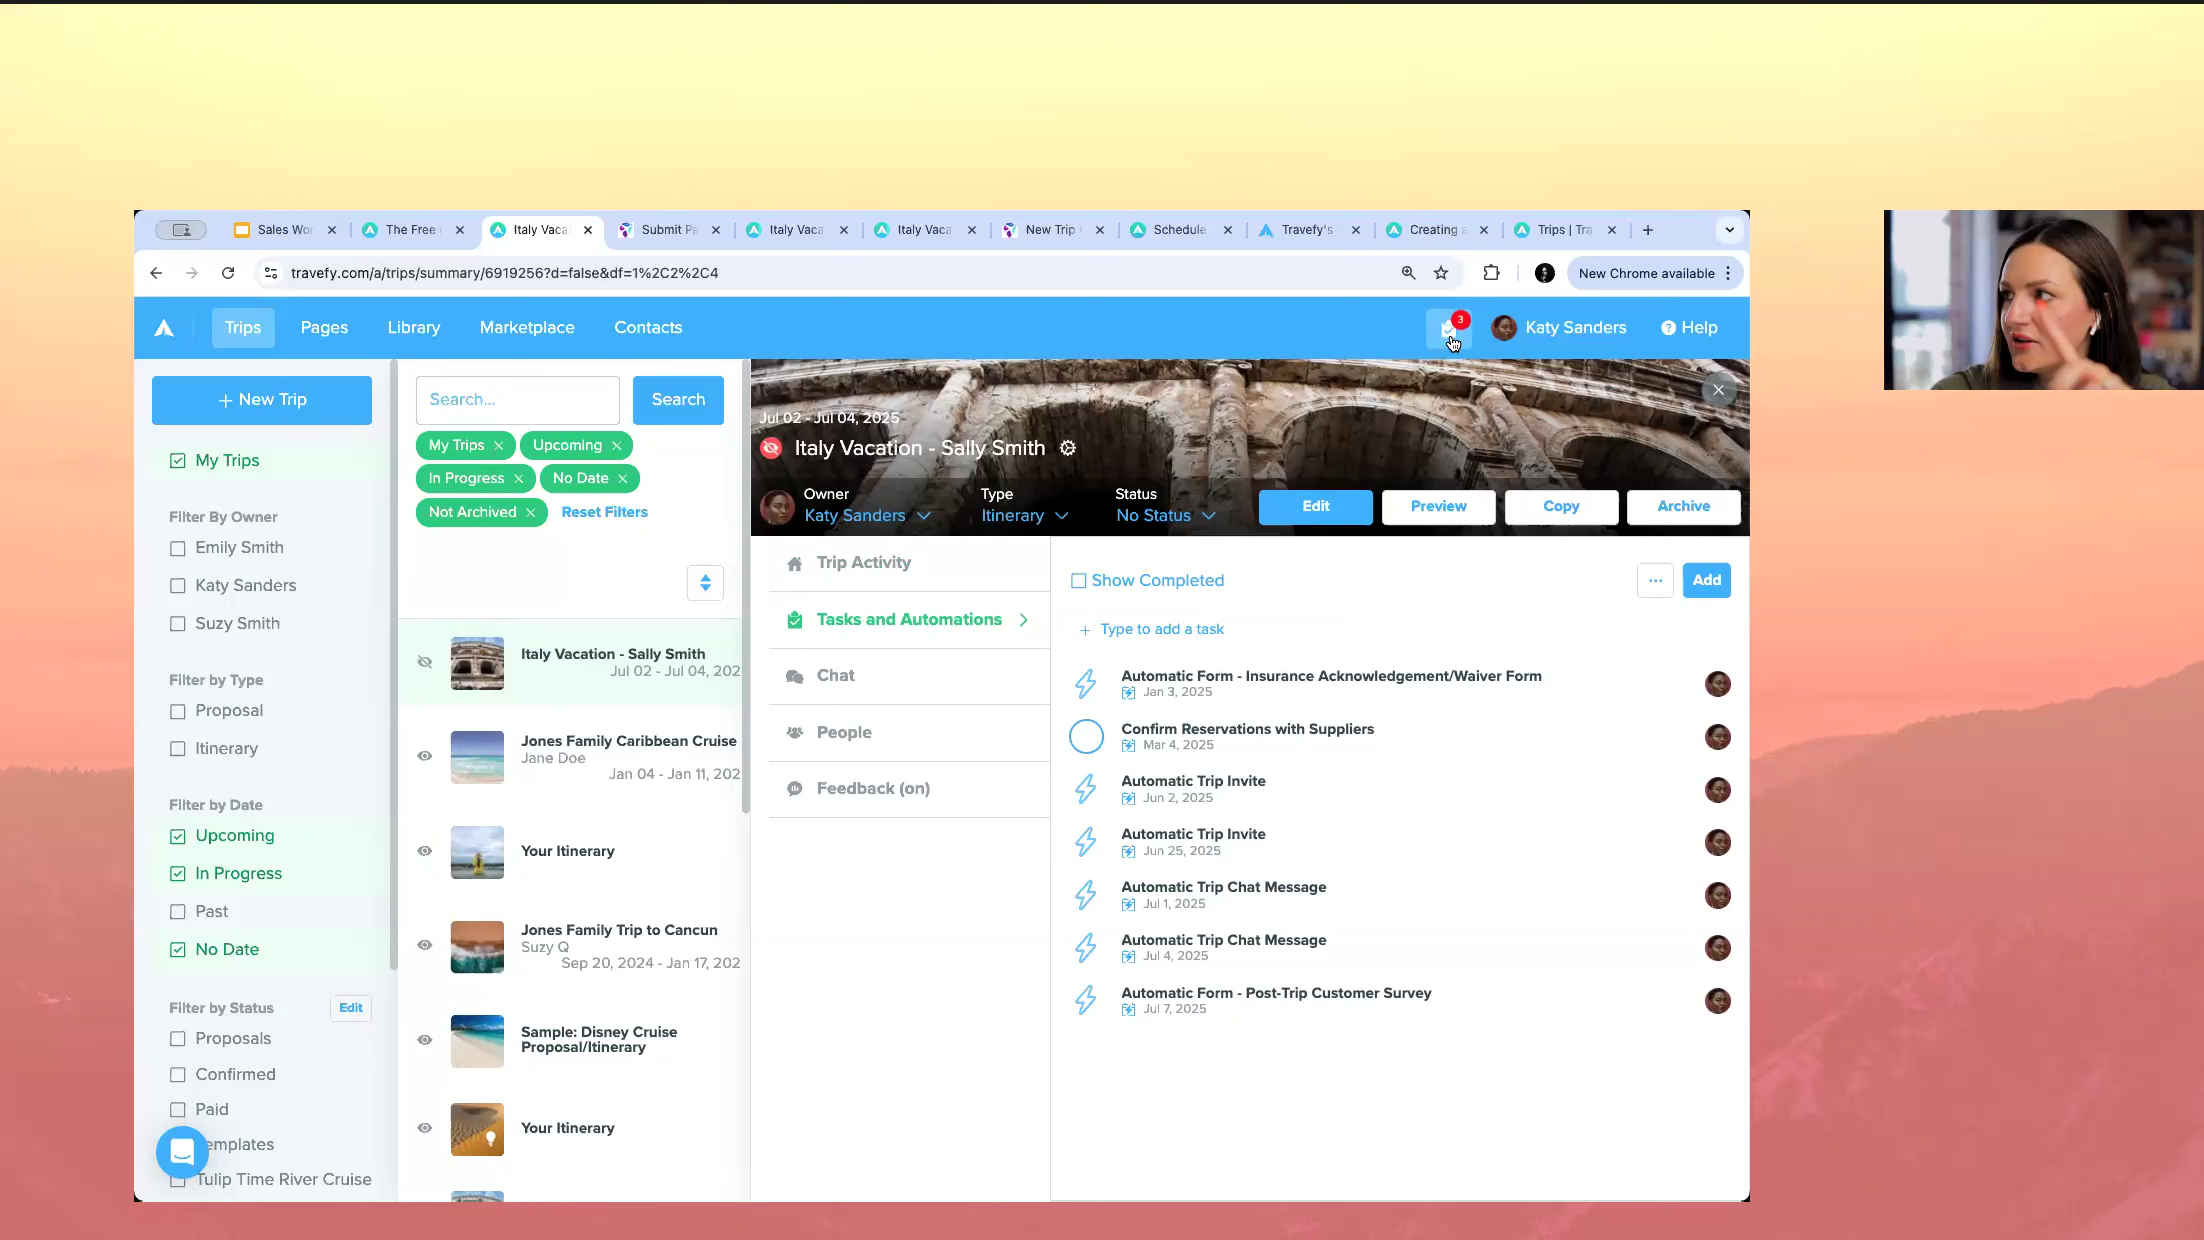 Sales Wo
The Free
Italy Vaca
Submit Pa
Italy Vaca
Italy Vaca
New Trip
Schedule
Travefy's
Creating a
Trips | Tra
travefy.com/a/trips/summary/6919256?d=false&df=1%2C2%2C4
New Chrome available
Trips
Pages
Library
Marketplace
Contacts
3
Katy Sanders
Help
+ New Trip
My Trips
Filter By Owner
Emily Smith
Katy Sanders
Suzy Smith
Filter by Type
Proposal
Itinerary
Filter by Date
Upcoming
In Progress
Past
No Date
Filter by Status
Edit
Proposals
Confirmed
Paid
emplates
Tulip Time River Cruise
Search...
Search
My Trips
Upcoming
In Progress
No Date
Not Archived
Reset Filters
Italy Vacation - Sally Smith
Jul 02 - Jul 04, 202
Jones Family Caribbean Cruise
Jane Doe
Jan 04 - Jan 11, 202
Your Itinerary
Jones Family Trip to Cancun
Suzy Q
Sep 20, 2024 - Jan 17, 202
Sample: Disney Cruise
Proposal/Itinerary
Your Itinerary
Jul 02 - Jul 04, 2025
Italy Vacation - Sally Smith
Owner
Katy Sanders
Type
Itinerary
Status
No Status
Edit
Preview
Copy
Archive
Trip Activity
Tasks and Automations
Chat
People
Feedback (on)
Show Completed
...
Add
+ Type to add a task
Automatic Form - Insurance Acknowledgement/Waiver Form
Jan 3, 2025
Confirm Reservations with Suppliers
Mar 4, 2025
Automatic Trip Invite
Jun 2, 2025
Automatic Trip Invite
Jun 25, 2025
Automatic Trip Chat Message
Jul 1, 2025
Automatic Trip Chat Message
Jul 4, 2025
Automatic Form - Post-Trip Customer Survey
Jul 7, 2025